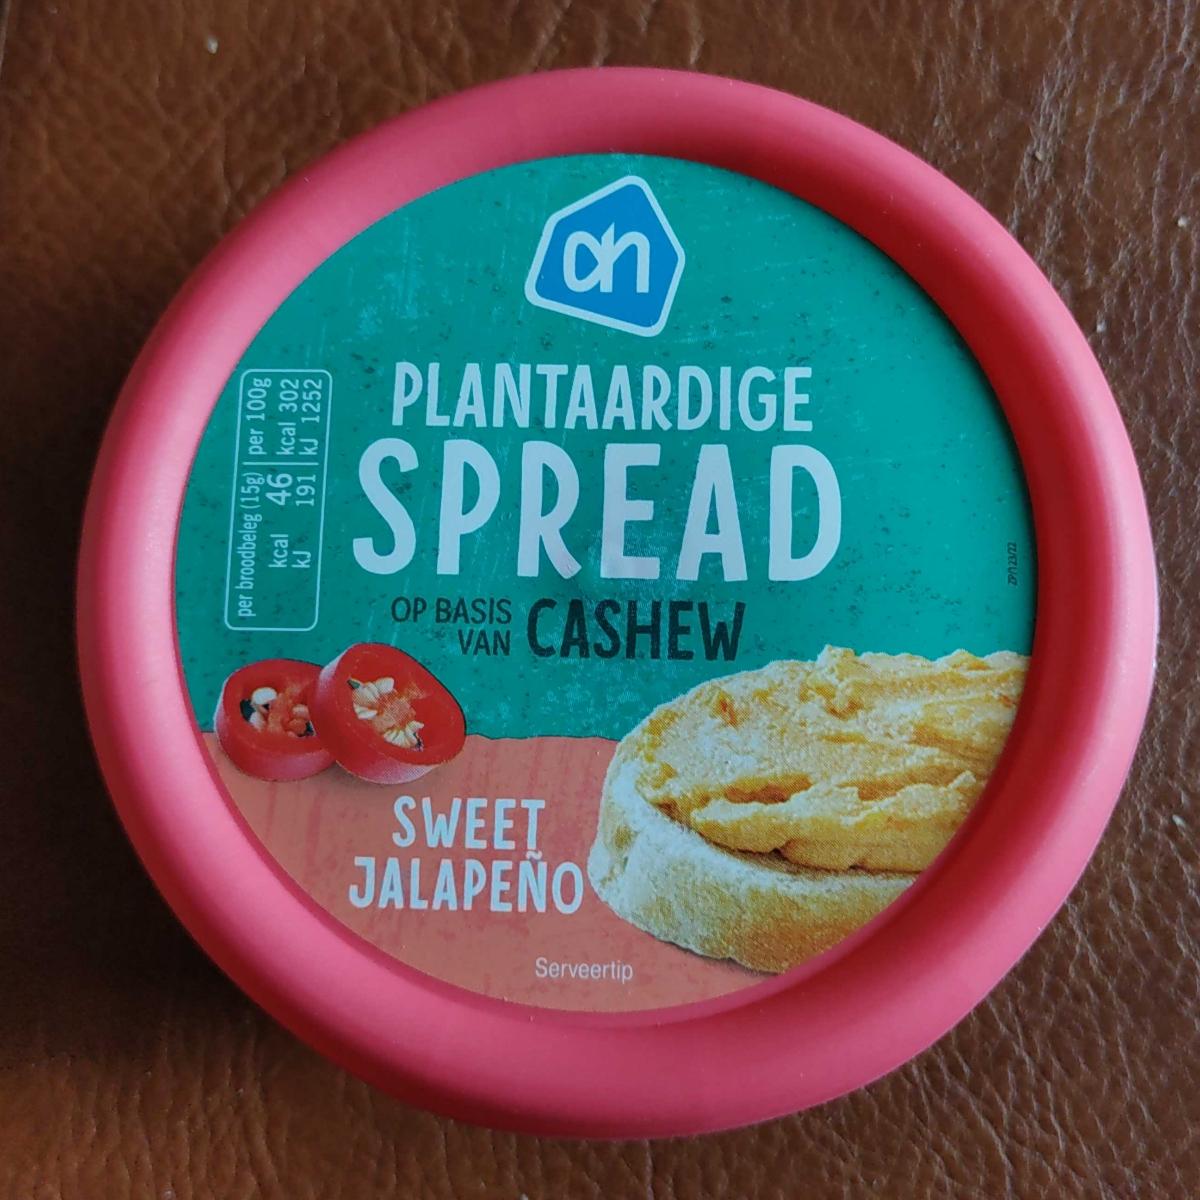 ah
PLANTAARDIGE
SPREAD
OP BASIS
VAN CASHEW
per broodbeleg (15g) | per 100g
kcal 46 | kcal 302
kJ 191 | kJ 1252
SWEET
JALAPEÑO
Serveertip